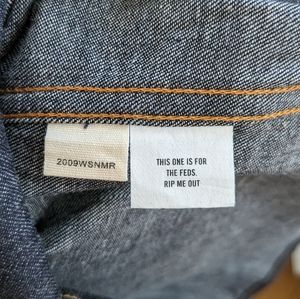 2009WSNMR
THIS ONE IS FOR
THE FEDS.
RIP ME OUT